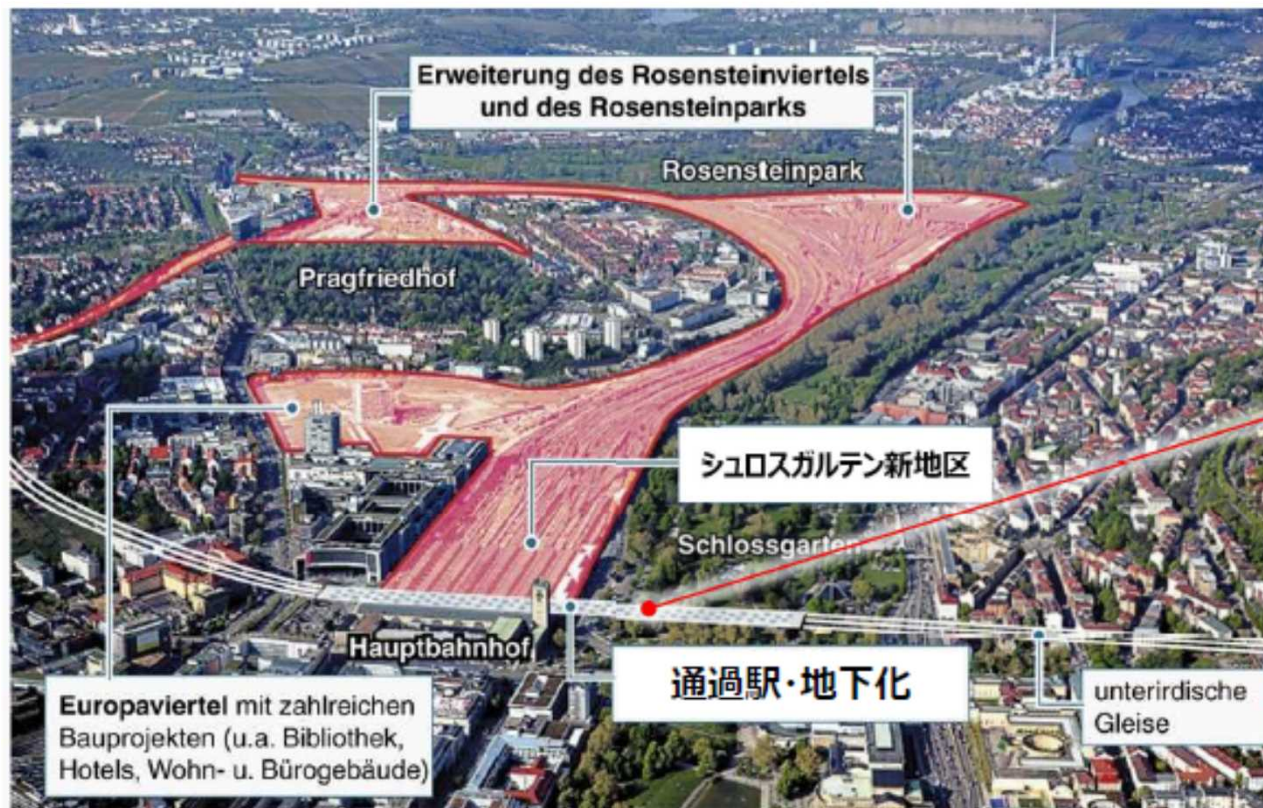 Erweiterung des Rosensteinviertels
und des Rosensteinparks
Rosensteinpark
Pragfriedhof
シュロスガルテン新地区
Schlossgarten
Hauptbahnhof
通過駅・地下化
Europaviertel mit zahlreichen
Bauprojekten (u.a. Bibliothek,
Hotels, Wohn- u. Bürogebäude)
unterirdische
Gleise